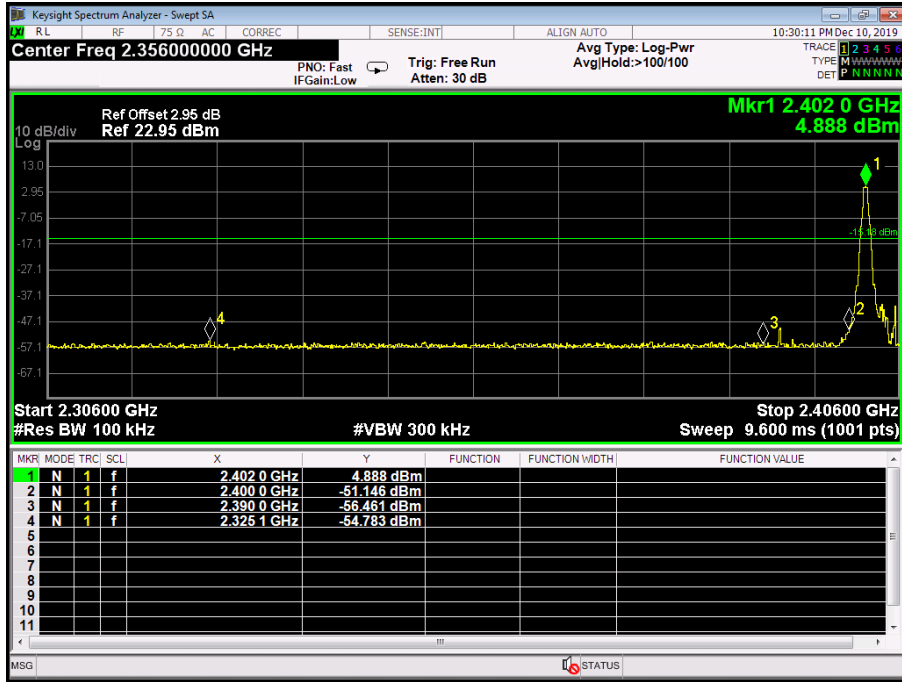 Keysight Spectrum Analyzer - Swept SA
LXI RL RF 75 Ω AC CORREC SENSE:INT ALIGN AUTO 10:30:11 PM Dec 10, 2019
Center Freq 2.356000000 GHz
PNO: Fast
IFGain:Low
Trig: Free Run
Atten: 30 dB
Avg Type: Log-Pwr
Avg|Hold:>100/100
TRACE 1 2 3 4 5 6
TYPE M WWWWW
DET P N N N N N
Mkr1 2.402 0 GHz
4.888 dBm
Ref Offset 2.95 dB
10 dB/div Ref 22.95 dBm
Log
13.0
2.95
-7.05
-17.1
-27.1
-37.1
-47.1
-57.1
-67.1
1
-15.18 dBm
2
3
4
Start 2.30600 GHz Stop 2.40600 GHz
#Res BW 100 kHz #VBW 300 kHz Sweep 9.600 ms (1001 pts)
MKR MODE TRC SCL X Y FUNCTION FUNCTION WIDTH FUNCTION VALUE
1 N 1 f 2.402 0 GHz 4.888 dBm
2 N 1 f 2.400 0 GHz -51.146 dBm
3 N 1 f 2.390 0 GHz -56.461 dBm
4 N 1 f 2.325 1 GHz -54.783 dBm
5
6
7
8
9
10
11
MSG STATUS